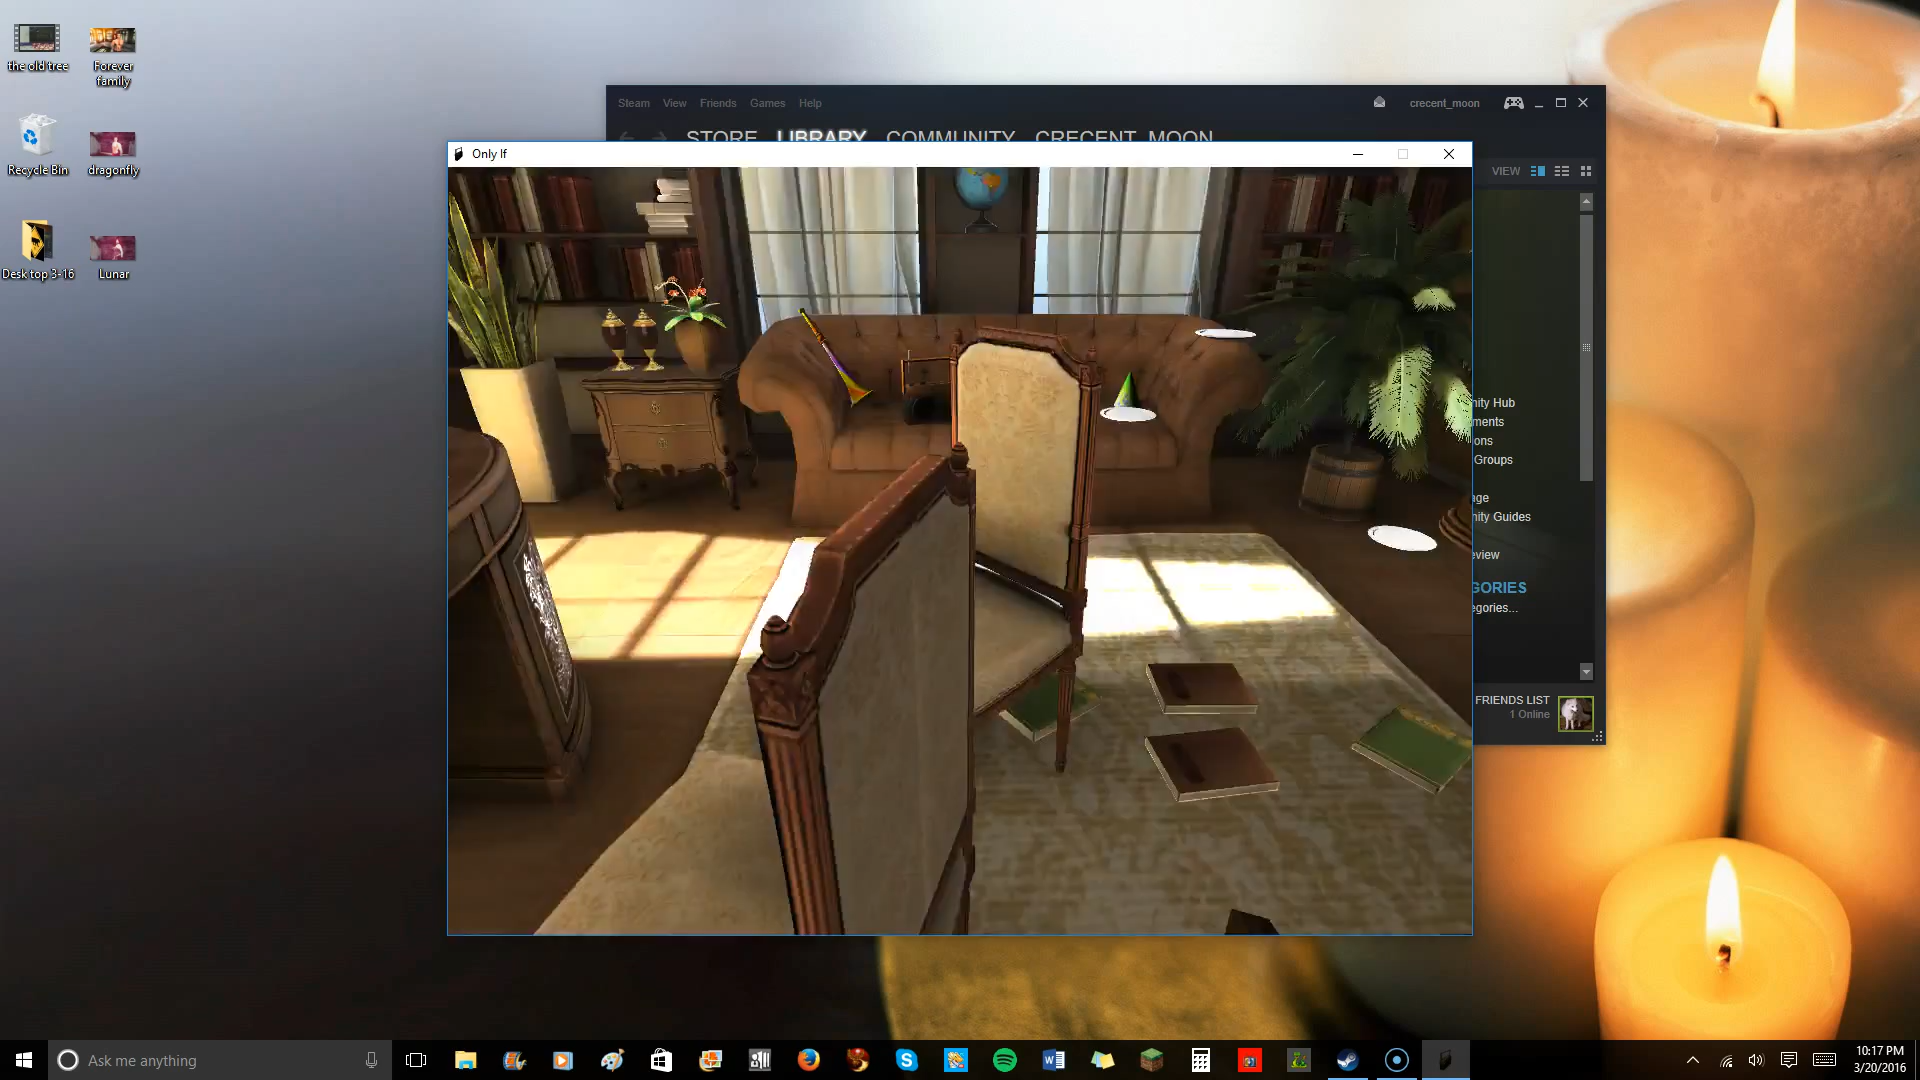 the old tree
Forever
family
Recycle Bin
dragonfly
Desk top 3-16
Lunar
Steam View Friends Games Help
crecent_moon
STORE LIBRARY COMMUNITY CRECENT_MOON
Only If
VIEW
nity Hub
ments
ons
Groups
age
nity Guides
eview
GORIES
egories...
FRIENDS LIST
1 Online
Ask me anything
10:17 PM
3/20/2016